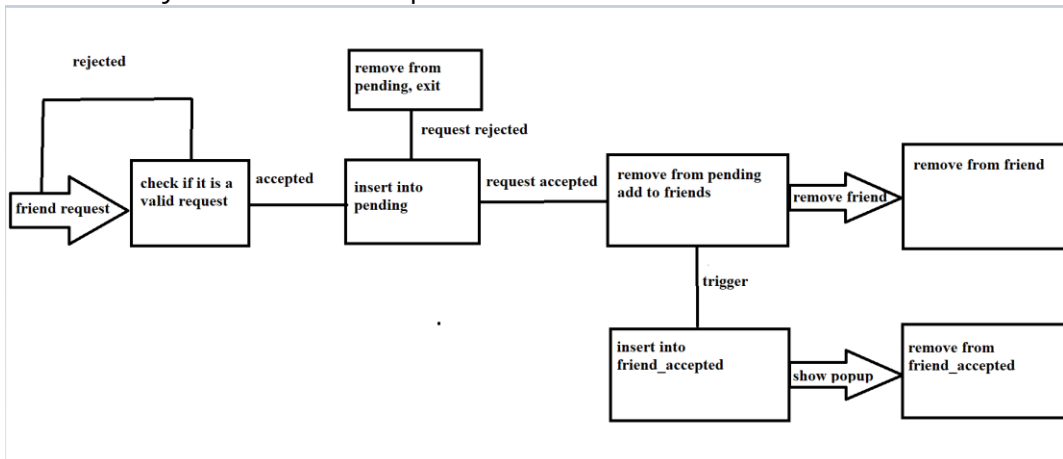 rejected
remove from
pending, exit
request rejected
friend request
check if it is a
valid request
accepted
insert into
pending
request accepted
remove from pending
add to friends
remove friend
remove from friend
trigger
insert into
friend_accepted
show popup
remove from
friend_accepted